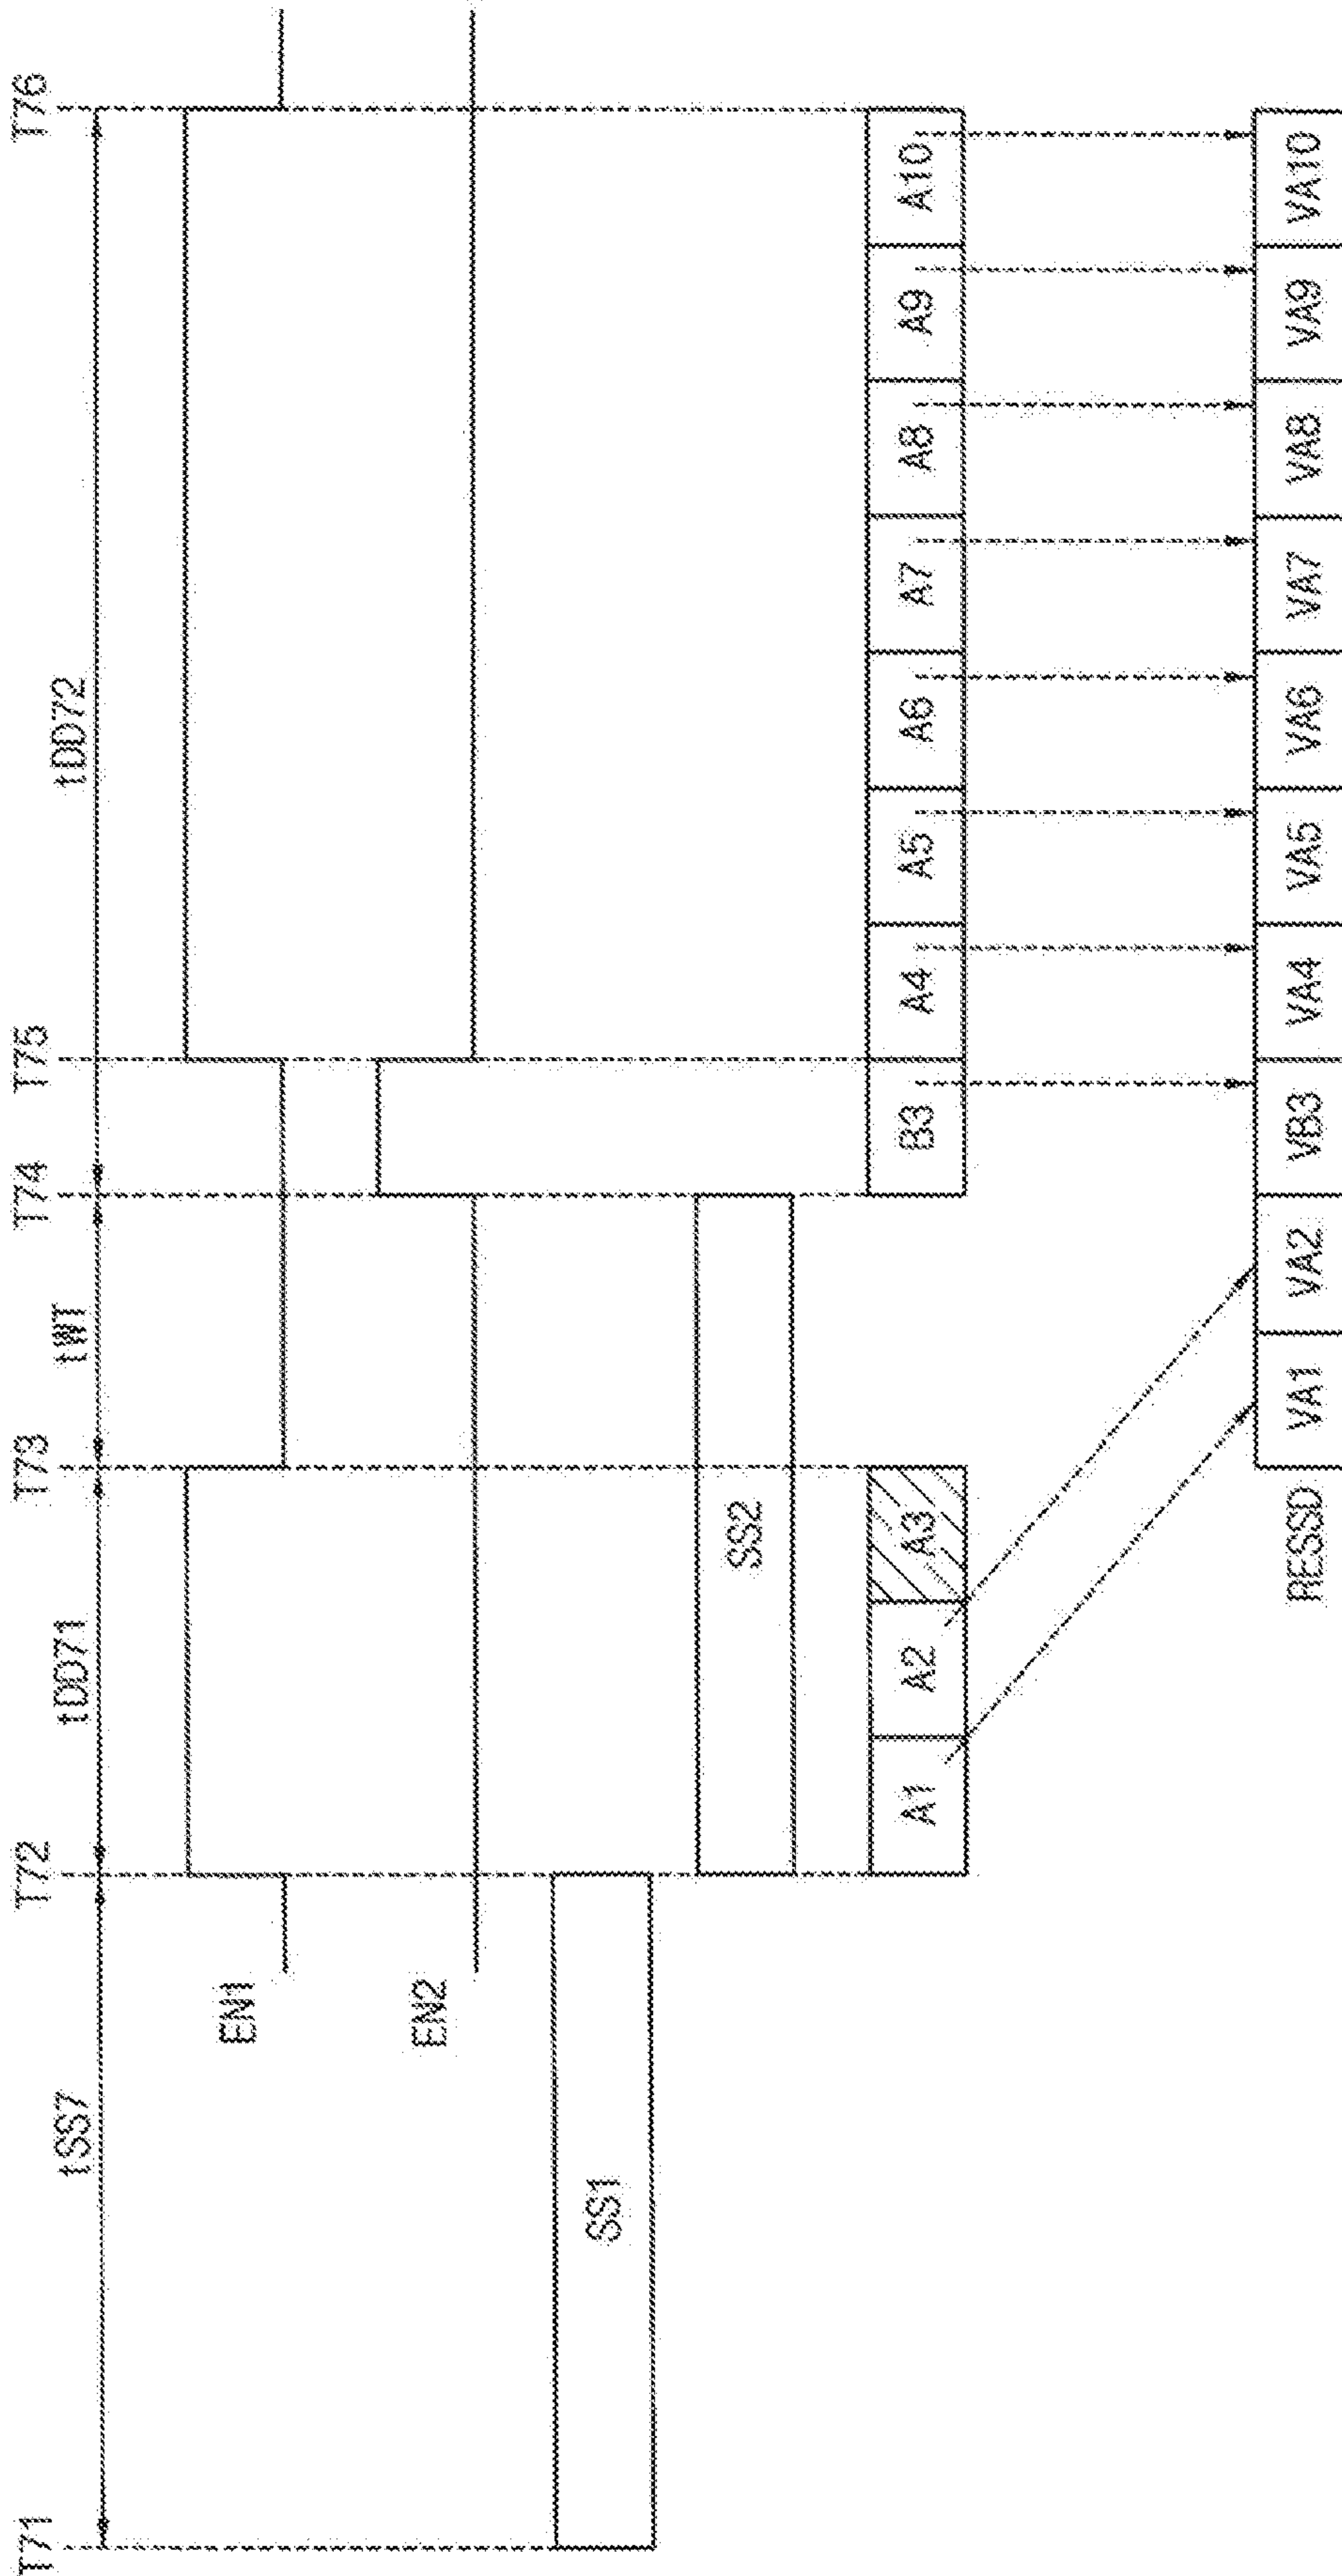 T71 T72 T73 T74 T75 T76
tSS7 tDD71 tWT tDD72
EN1
EN2
SS1
SS2
A1 A2 A3 B3 A4 A5 A6 A7 A8 A9 A10
RESSD VA1 VA2 VB3 VA4 VA5 VA6 VA7 VA8 VA9 VA10